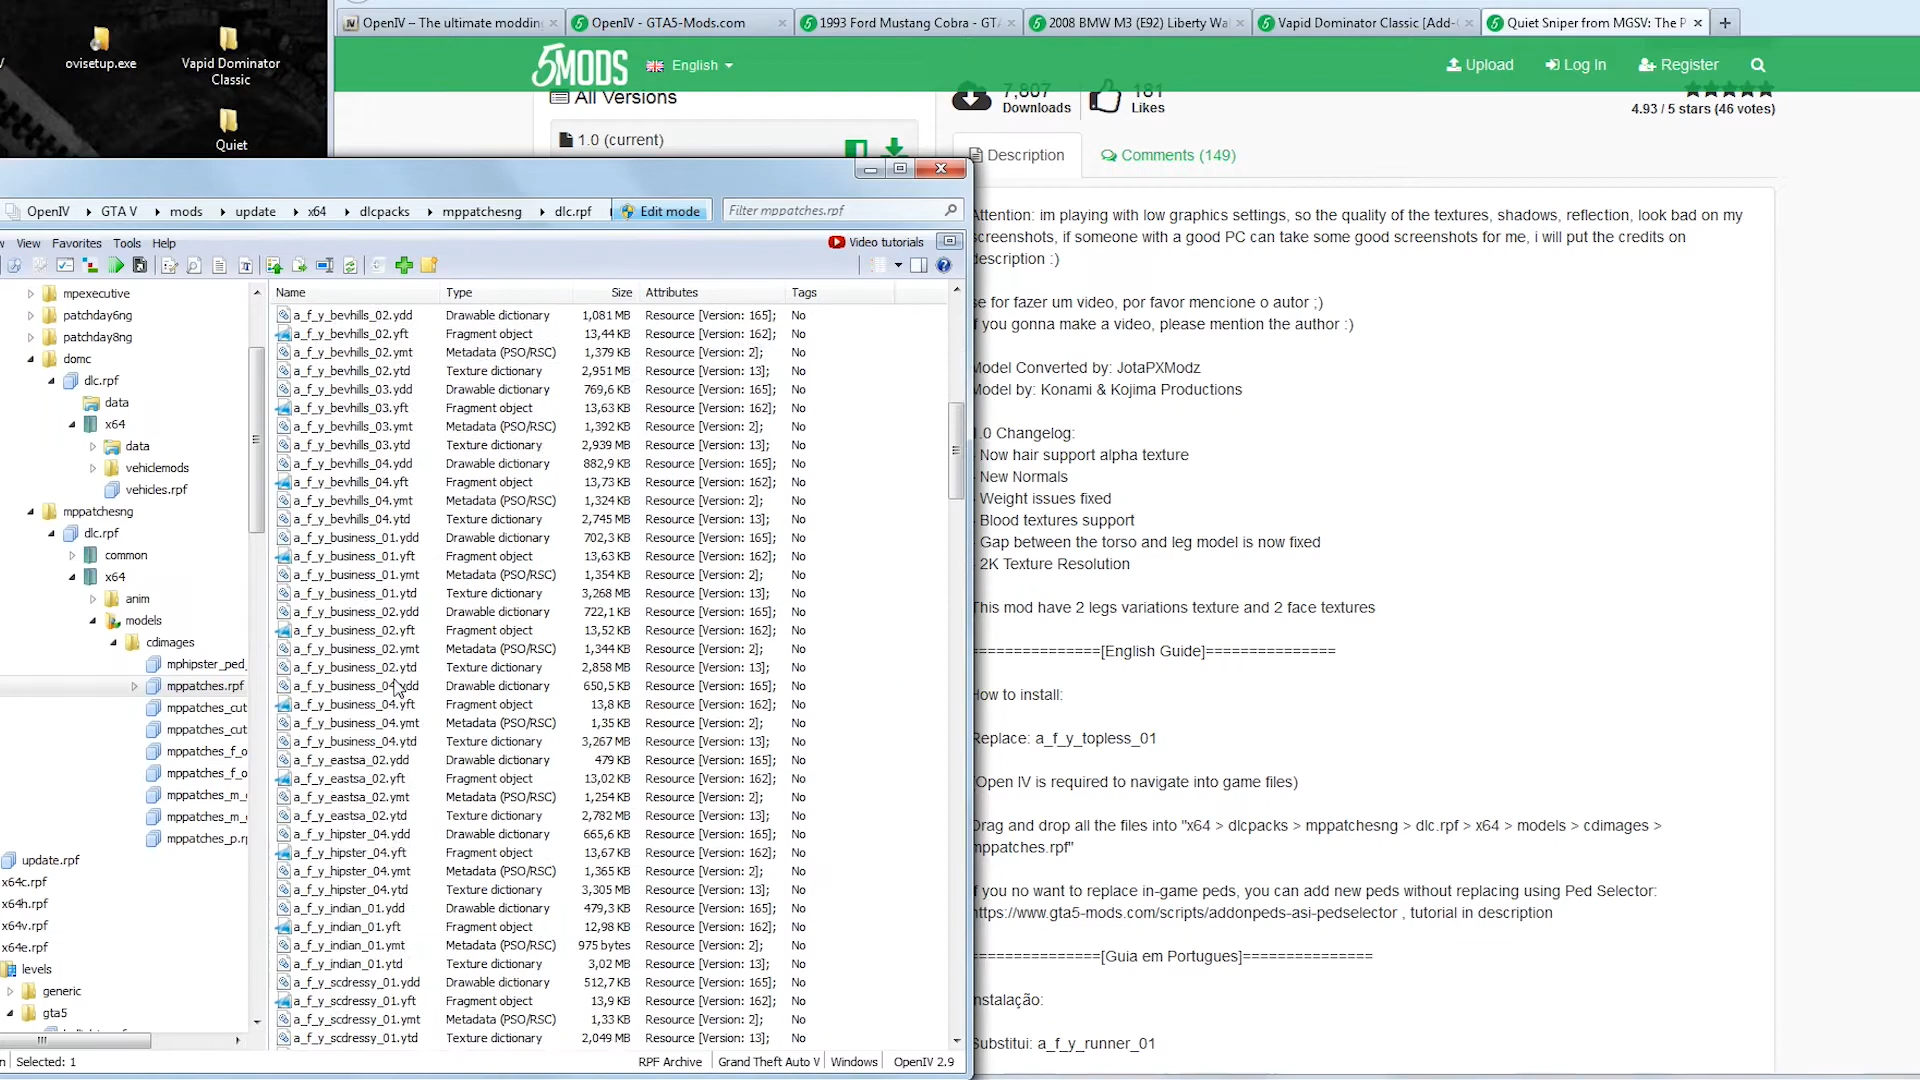 ovisetup.exe
Vapid Dominator
Classic
Quiet
OpenIV – The ultimate moddin
OpenIV - GTA5-Mods.com
1993 Ford Mustang Cobra - GT
2008 BMW M3 (E92) Liberty Wa
Vapid Dominator Classic [Add-
Quiet Sniper from MGSV: The P
5MODS
English
Upload
Log In
Register
All Versions
1.0 (current)
7,807
Downloads
181
Likes
4.93 / 5 stars (46 votes)
Description
Comments (149)
OpenIV
GTA V
mods
update
x64
dlcpacks
mppatchesng
dlc.rpf
Edit mode
Filter mppatches.rpf
View
Favorites
Tools
Help
Video tutorials
mpexecutive
patchday6ng
patchday8ng
domc
dlc.rpf
data
x64
data
vehiclemods
vehicles.rpf
mppatchesng
dlc.rpf
common
x64
anim
models
cdimages
mphipster_ped_
mppatches.rpf
mppatches_cut
mppatches_cut
mppatches_f_o
mppatches_f_o
mppatches_m_
mppatches_m_
mppatches_p.rp
update.rpf
x64c.rpf
x64h.rpf
x64v.rpf
x64e.rpf
levels
generic
gta5
Name Type Size Attributes Tags
a_f_y_bevhills_02.ydd Drawable dictionary 1,081 MB Resource [Version: 165]; No
a_f_y_bevhills_02.yft Fragment object 13,44 KB Resource [Version: 162]; No
a_f_y_bevhills_02.ymt Metadata (PSO/RSC) 1,379 KB Resource [Version: 2]; No
a_f_y_bevhills_02.ytd Texture dictionary 2,951 MB Resource [Version: 13]; No
a_f_y_bevhills_03.ydd Drawable dictionary 769,6 KB Resource [Version: 165]; No
a_f_y_bevhills_03.yft Fragment object 13,63 KB Resource [Version: 162]; No
a_f_y_bevhills_03.ymt Metadata (PSO/RSC) 1,392 KB Resource [Version: 2]; No
a_f_y_bevhills_03.ytd Texture dictionary 2,939 MB Resource [Version: 13]; No
a_f_y_bevhills_04.ydd Drawable dictionary 882,9 KB Resource [Version: 165]; No
a_f_y_bevhills_04.yft Fragment object 13,73 KB Resource [Version: 162]; No
a_f_y_bevhills_04.ymt Metadata (PSO/RSC) 1,324 KB Resource [Version: 2]; No
a_f_y_bevhills_04.ytd Texture dictionary 2,745 MB Resource [Version: 13]; No
a_f_y_business_01.ydd Drawable dictionary 702,3 KB Resource [Version: 165]; No
a_f_y_business_01.yft Fragment object 13,63 KB Resource [Version: 162]; No
a_f_y_business_01.ymt Metadata (PSO/RSC) 1,354 KB Resource [Version: 2]; No
a_f_y_business_01.ytd Texture dictionary 3,268 MB Resource [Version: 13]; No
a_f_y_business_02.ydd Drawable dictionary 722,1 KB Resource [Version: 165]; No
a_f_y_business_02.yft Fragment object 13,52 KB Resource [Version: 162]; No
a_f_y_business_02.ymt Metadata (PSO/RSC) 1,344 KB Resource [Version: 2]; No
a_f_y_business_02.ytd Texture dictionary 2,858 MB Resource [Version: 13]; No
a_f_y_business_04.ydd Drawable dictionary 650,5 KB Resource [Version: 165]; No
a_f_y_business_04.yft Fragment object 13,8 KB Resource [Version: 162]; No
a_f_y_business_04.ymt Metadata (PSO/RSC) 1,35 KB Resource [Version: 2]; No
a_f_y_business_04.ytd Texture dictionary 3,267 MB Resource [Version: 13]; No
a_f_y_eastsa_02.ydd Drawable dictionary 479 KB Resource [Version: 165]; No
a_f_y_eastsa_02.yft Fragment object 13,02 KB Resource [Version: 162]; No
a_f_y_eastsa_02.ymt Metadata (PSO/RSC) 1,254 KB Resource [Version: 2]; No
a_f_y_eastsa_02.ytd Texture dictionary 2,782 MB Resource [Version: 13]; No
a_f_y_hipster_04.ydd Drawable dictionary 665,6 KB Resource [Version: 165]; No
a_f_y_hipster_04.yft Fragment object 13,67 KB Resource [Version: 162]; No
a_f_y_hipster_04.ymt Metadata (PSO/RSC) 1,365 KB Resource [Version: 2]; No
a_f_y_hipster_04.ytd Texture dictionary 3,305 MB Resource [Version: 13]; No
a_f_y_indian_01.ydd Drawable dictionary 479,3 KB Resource [Version: 165]; No
a_f_y_indian_01.yft Fragment object 12,98 KB Resource [Version: 162]; No
a_f_y_indian_01.ymt Metadata (PSO/RSC) 975 bytes Resource [Version: 2]; No
a_f_y_indian_01.ytd Texture dictionary 3,02 MB Resource [Version: 13]; No
a_f_y_scdressy_01.ydd Drawable dictionary 512,7 KB Resource [Version: 165]; No
a_f_y_scdressy_01.yft Fragment object 13,9 KB Resource [Version: 162]; No
a_f_y_scdressy_01.ymt Metadata (PSO/RSC) 1,33 KB Resource [Version: 2]; No
a_f_y_scdressy_01.ytd Texture dictionary 2,049 MB Resource [Version: 13]; No
Selected: 1
RPF Archive
Grand Theft Auto V
Windows
OpenIV 2.9
Attention: im playing with low graphics settings, so the quality of the textures, shadows, reflection, look bad on my
screenshots, if someone with a good PC can take some good screenshots for me, i will put the credits on
description :)
se for fazer um video, por favor mencione o autor ;)
f you gonna make a video, please mention the author :)
Model Converted by: JotaPXModz
Model by: Konami & Kojima Productions
1.0 Changelog:
- Now hair support alpha texture
- New Normals
- Weight issues fixed
- Blood textures support
- Gap between the torso and leg model is now fixed
- 2K Texture Resolution
This mod have 2 legs variations texture and 2 face textures
===============[English Guide]===============
How to install:
Replace: a_f_y_topless_01
(Open IV is required to navigate into game files)
Drag and drop all the files into "x64 > dlcpacks > mppatchesng > dlc.rpf > x64 > models > cdimages >
mppatches.rpf"
f you no want to replace in-game peds, you can add new peds without replacing using Ped Selector:
https://www.gta5-mods.com/scripts/addonpeds-asi-pedselector , tutorial in description
===============[Guia em Portugues]===============
nstalação:
Substitui: a_f_y_runner_01